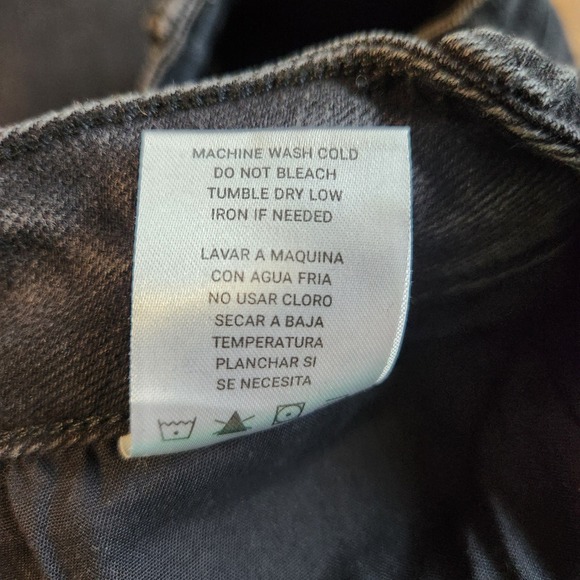 MACHINE WASH COLD
DO NOT BLEACH
TUMBLE DRY LOW
IRON IF NEEDED
LAVAR A MAQUINA
CON AGUA FRIA
NO USAR CLORO
SECAR A BAJA
TEMPERATURA
PLANCHAR SI
SE NECESITA